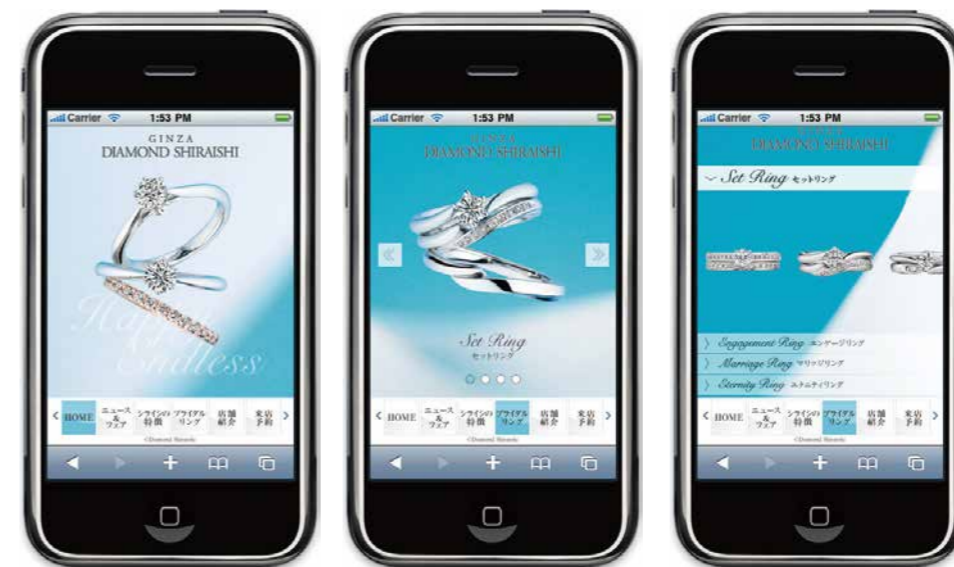 Carrier 1:53 PM
GINZA
DIAMOND SHIRAISHI
Happy
Endless
< HOME ニュース & フェア シライシの特徴 ブライダルリング 店舗紹介 来店予約 >
©Diamond Shiraishi
Carrier 1:53 PM
GINZA
DIAMOND SHIRAISHI
Set Ring
セットリング
< HOME ニュース & フェア シライシの特徴 ブライダルリング 店舗紹介 来店予約 >
©Diamond Shiraishi
Carrier 1:53 PM
DIAMOND SHIRAISHI
Set Ring セットリング
Engagement Ring エンゲージリング
Marriage Ring マリッジリング
Eternity Ring エタニティリング
< HOME ニュース & フェア シライシの特徴 ブライダルリング 店舗紹介 来店予約 >
©Diamond Shiraishi